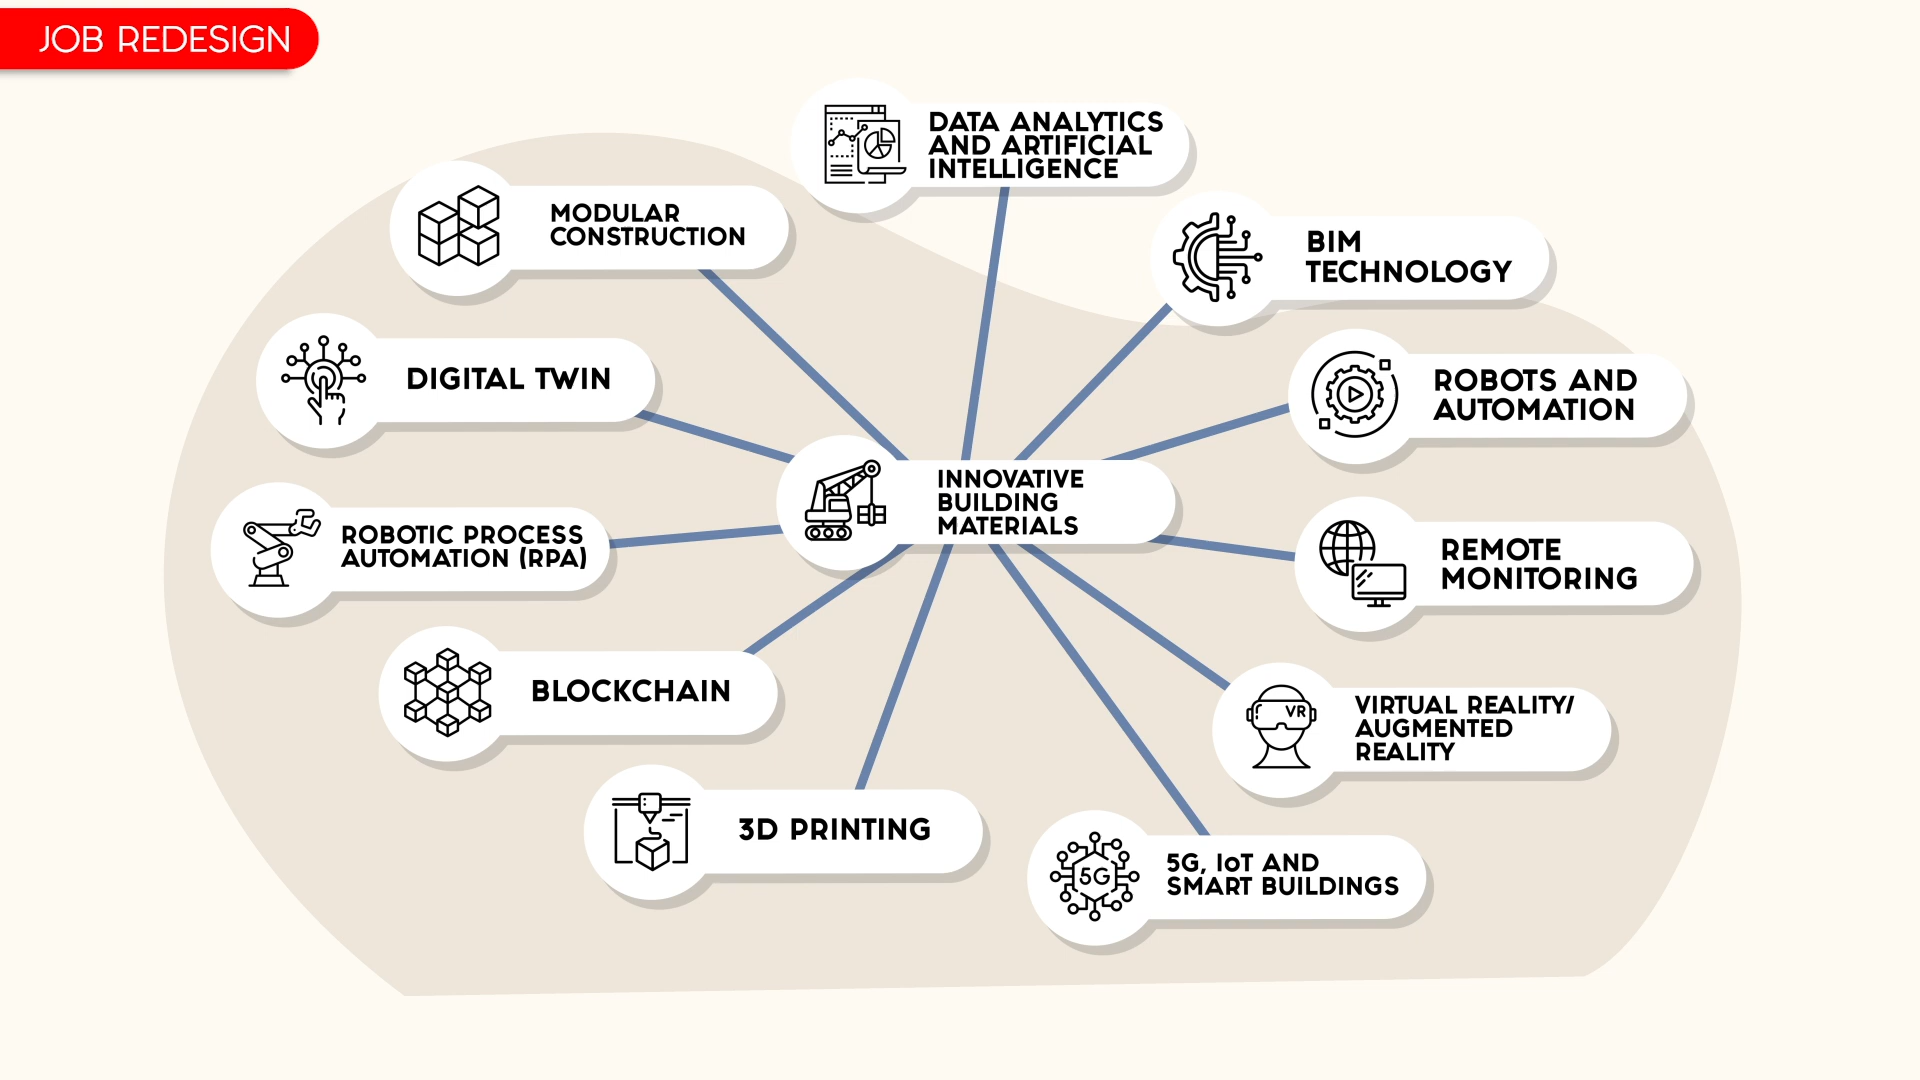 JOB REDESIGN
DATA ANALYTICS
AND ARTIFICIAL
INTELLIGENCE
MODULAR
CONSTRUCTION
BIM
TECHNOLOGY
DIGITAL TWIN
ROBOTS AND
AUTOMATION
INNOVATIVE
BUILDING
MATERIALS
ROBOTIC PROCESS
AUTOMATION (RPA)
REMOTE
MONITORING
BLOCKCHAIN
VR
VIRTUAL REALITY/
AUGMENTED
REALITY
3D PRINTING
5G
5G, IoT AND
SMART BUILDINGS